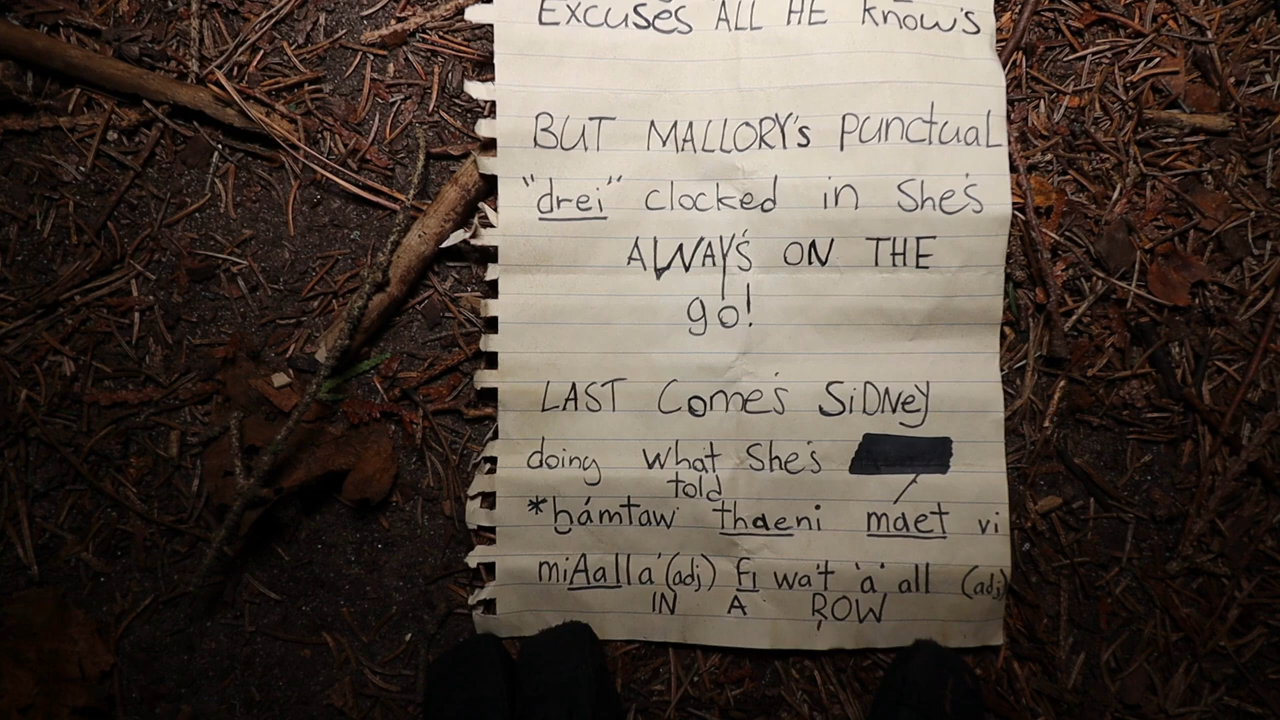 Excuses ALL HE know's
BUT MALLORY's punctual
"drei" clocked in She's
ALWAYS ON THE
go!
LAST Come's SiDNey
doing what She's
told
*hámtaw thaeni maet vi
miAalla'(adj) fi wa't 'a' all (adj)
IN A ROW